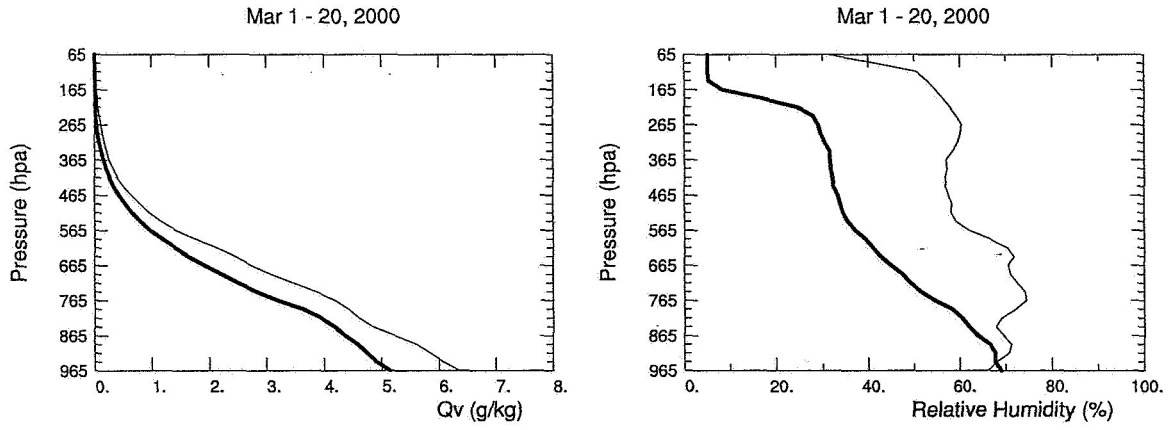 Mar 1 - 20, 2000
65
165
265
365
465
565
665
765
865
965
Pressure (hpa)
0. 1. 2. 3. 4. 5. 6. 7. 8.
Qv (g/kg)
Mar 1 - 20, 2000
65
165
265
365
465
565
665
765
865
965
Pressure (hpa)
0. 20. 40. 60. 80. 100.
Relative Humidity (%)